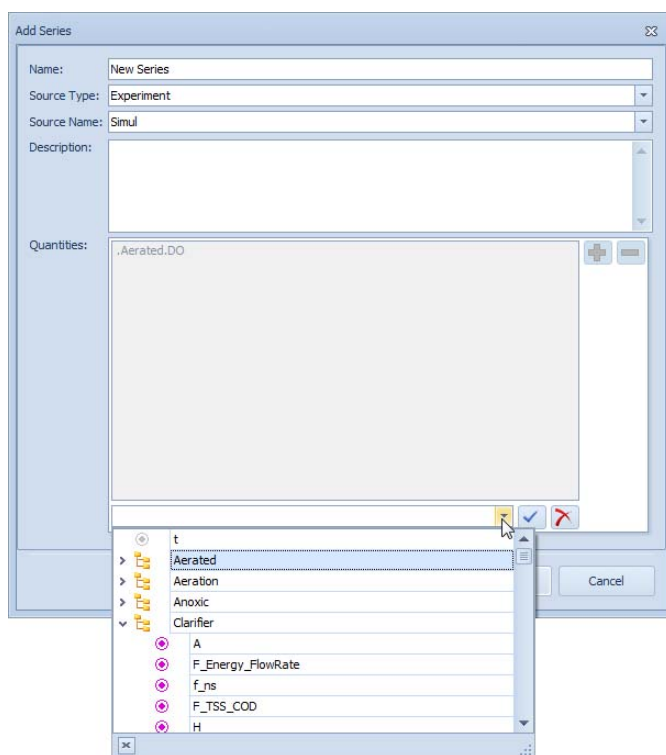 Add Series
Name: New Series
Source Type: Experiment
Source Name: Simul
Description:
Quantities: .Aerated.DO
t
Aerated
Aeration
Anoxic
Clarifier
Cancel
A
F_Energy_FlowRate
f_ns
F_TSS_COD
H